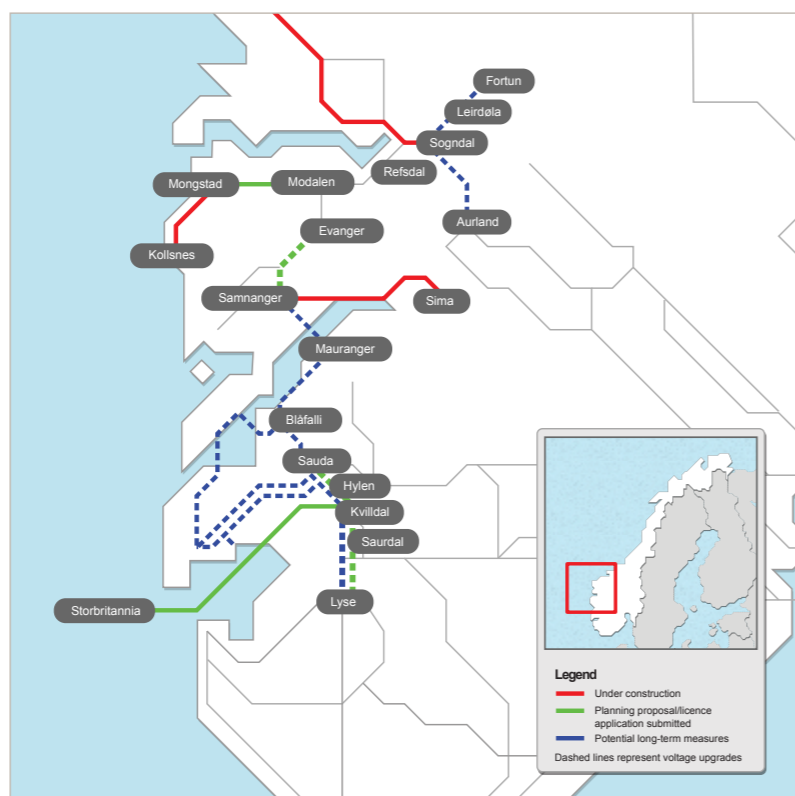 Fortun
Leirdøla
Sogndal
Refsdal
Mongstad
Modalen
Aurland
Evanger
Kollsnes
Samnanger
Sima
Mauranger
Blåfalli
Sauda
Hylen
Kvilldal
Saurdal
Lyse
Storbritannia
Legend
Under construction
Planning proposal/licence
application submitted
Potential long-term measures
Dashed lines represent voltage upgrades